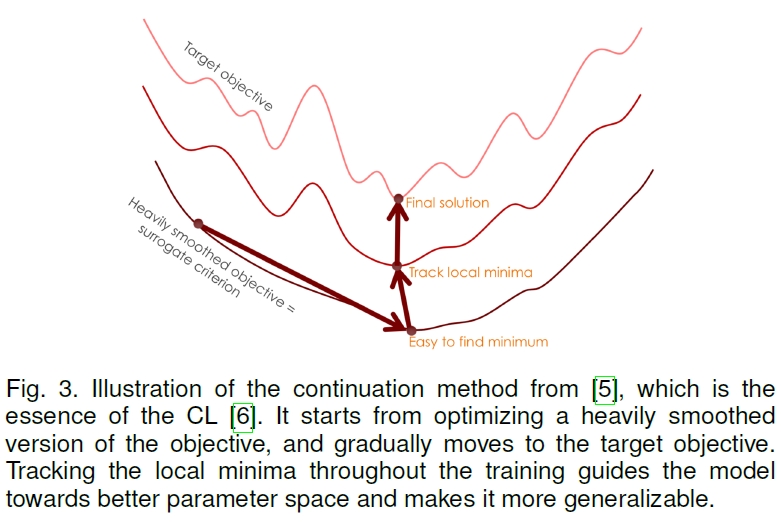 Target objective
Final solution
Heavily smoothed objective =
surrogate criterion
Track local minima
Easy to find minimum
Fig. 3. Illustration of the continuation method from [5], which is the
essence of the CL [6]. It starts from optimizing a heavily smoothed
version of the objective, and gradually moves to the target objective.
Tracking the local minima throughout the training guides the model
towards better parameter space and makes it more generalizable.